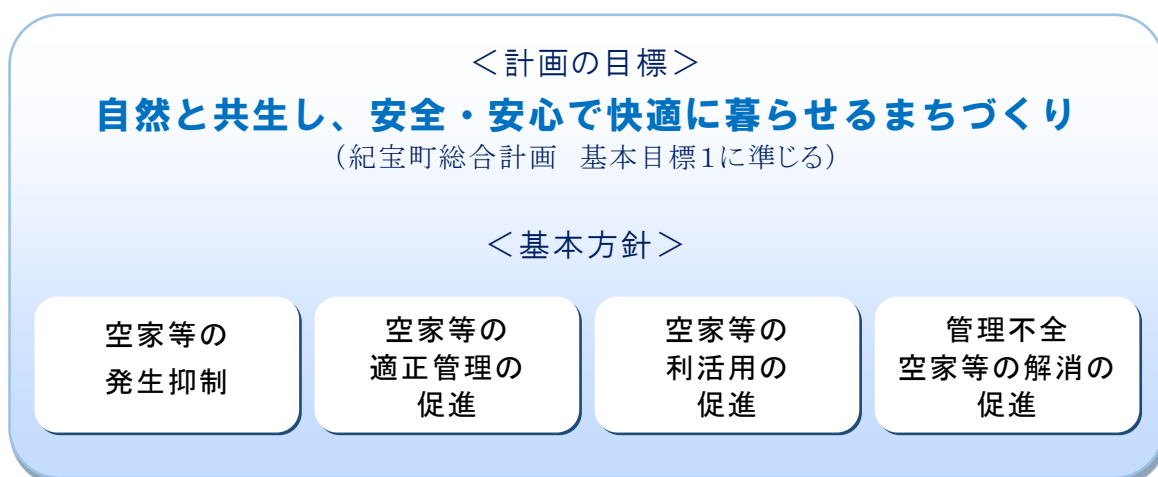 ＜計画の目標＞
自然と共生し、安全・安心で快適に暮らせるまちづくり
（紀宝町総合計画　基本目標1に準じる）
＜基本方針＞
空家等の
発生抑制
空家等の
適正管理の
促進
空家等の
利活用の
促進
管理不全
空家等の解消の
促進